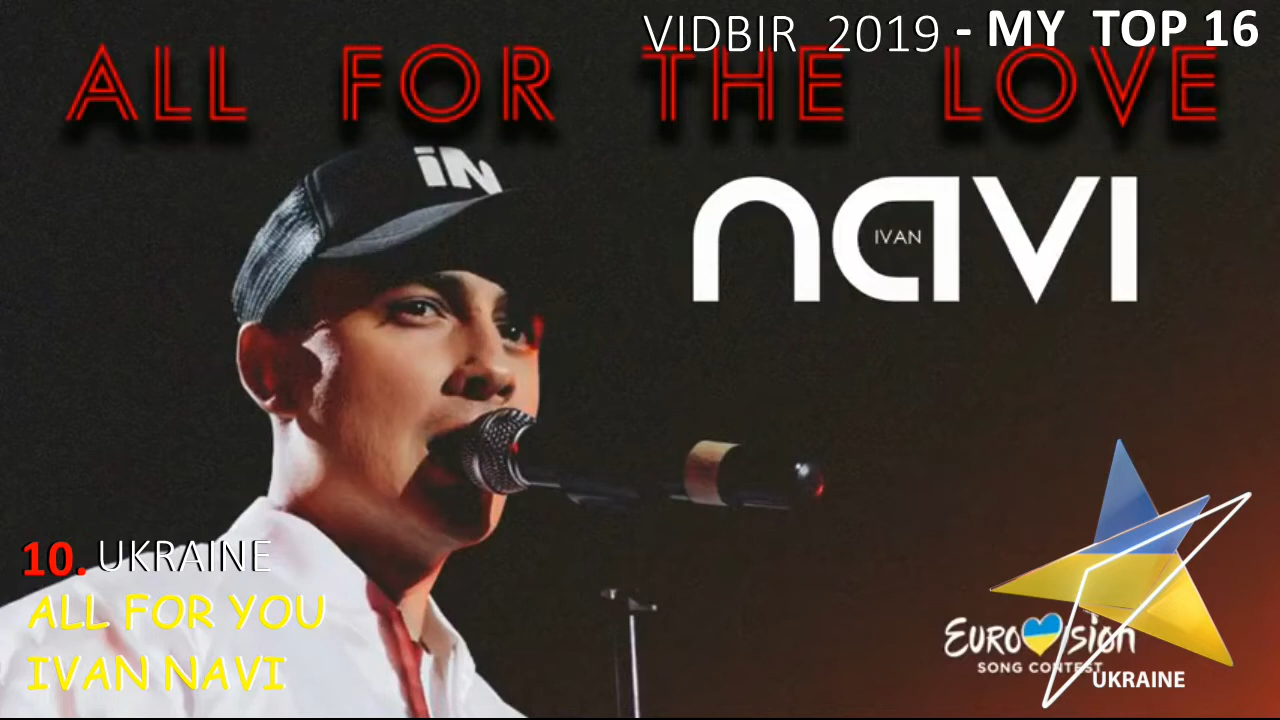 VIDBIR 2019 - MY TOP 16
ALL FOR THE LOVE
iN
navi
IVAN
10. UKRAINE
ALL FOR YOU
IVAN NAVI
EUROVISION
SONG CONTEST
UKRAINE